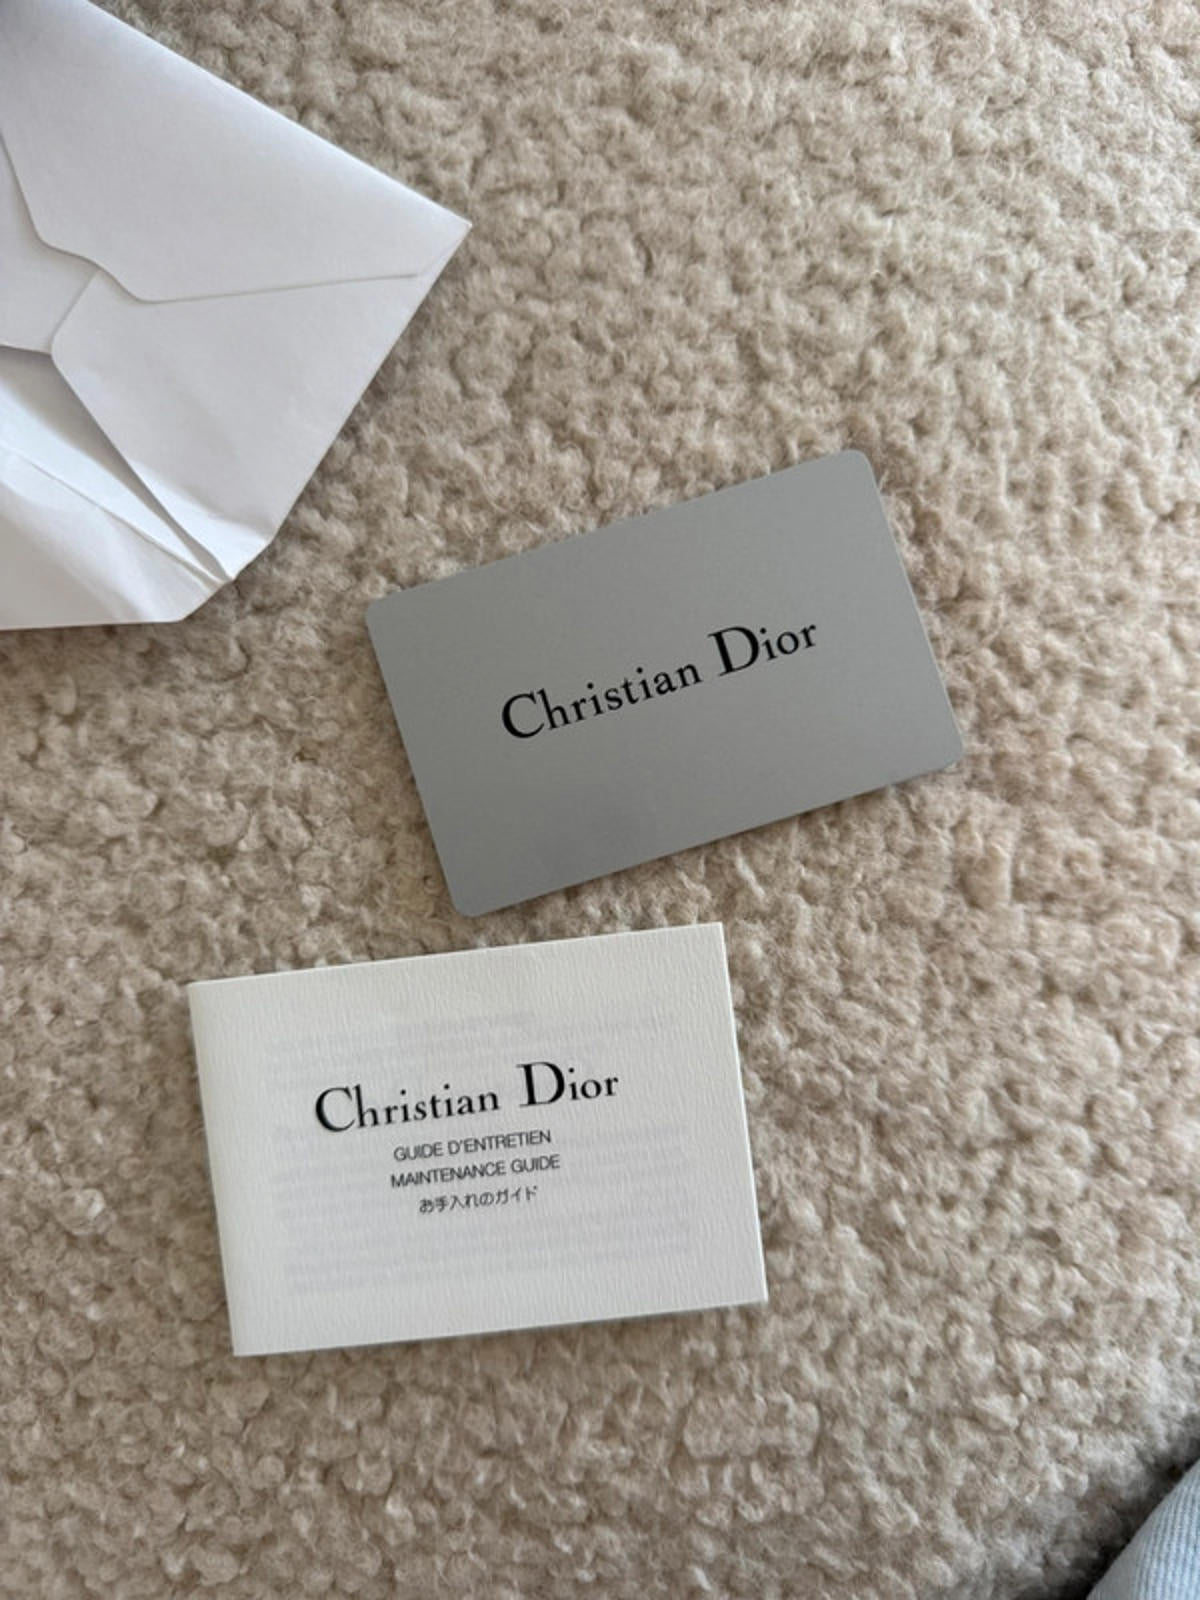 Christian Dior
Christian Dior
GUIDE D'ENTRETIEN
MAINTENANCE GUIDE
お手入れのガイド